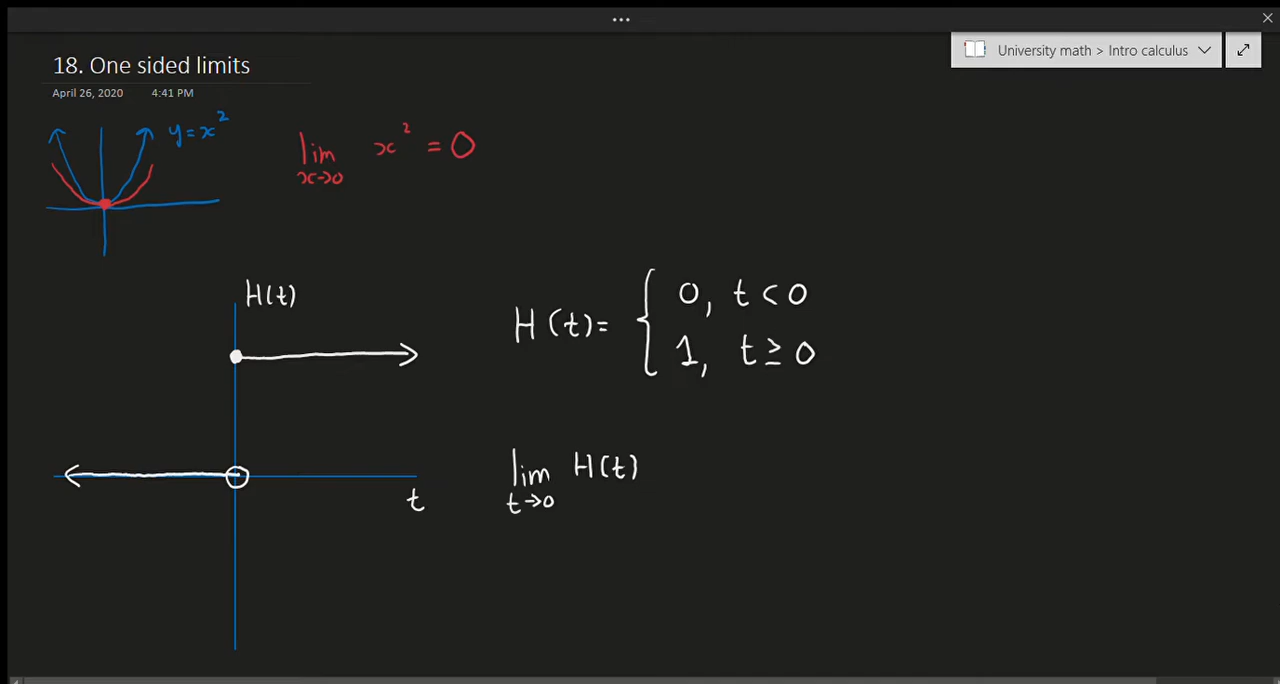 University math > Intro calculus
18. One sided limits
April 26, 2020 4:41 PM
y = x²
lim x² = 0
x→0
H(t)
H(t) = { 0, t < 0
1, t ≥ 0
lim H(t)
t→0
t